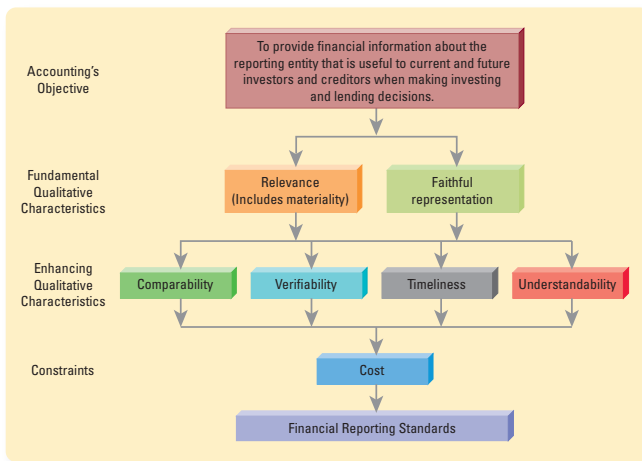 Accounting's
Objective
To provide financial information about the
reporting entity that is useful to current and future
investors and creditors when making investing
and lending decisions.
Fundamental
Qualitative
Characteristics
Relevance
(Includes materiality)
Faithful
representation
Enhancing
Qualitative
Characteristics
Comparability
Verifiability
Timeliness
Understandability
Constraints
Cost
Financial Reporting Standards